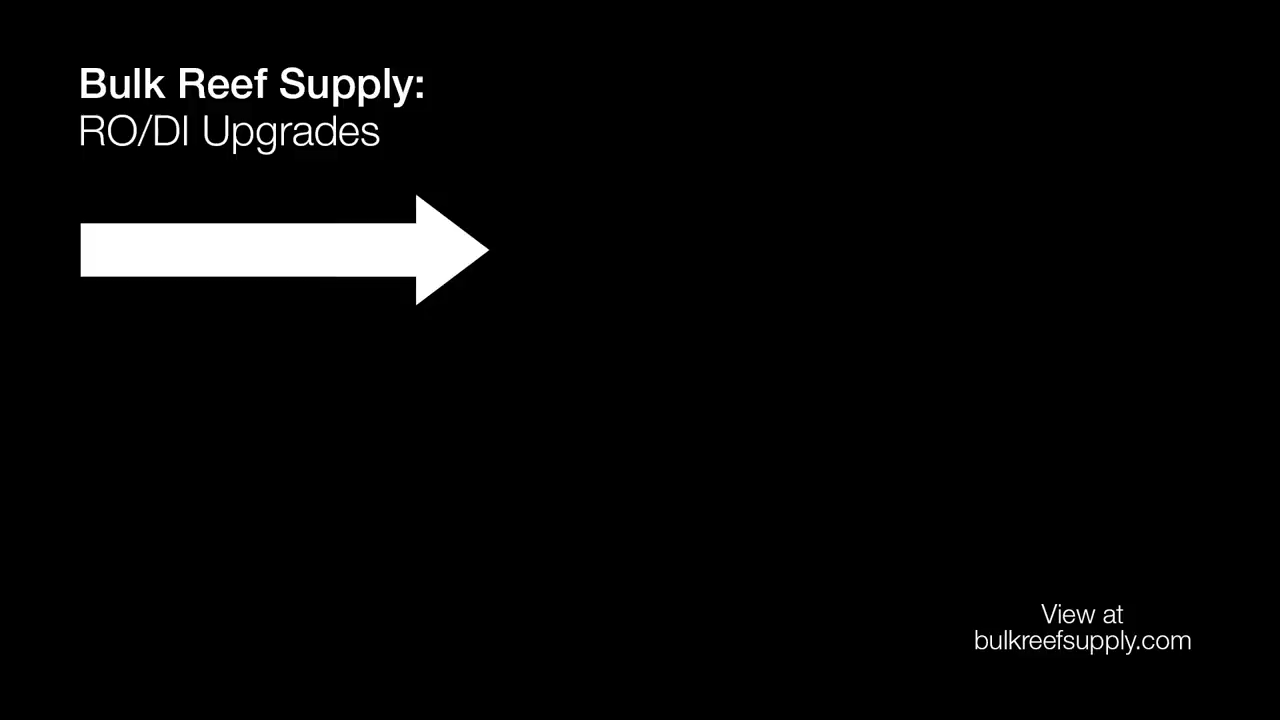 Bulk Reef Supply:
RO/DI Upgrades
View at
bulkreefsupply.com